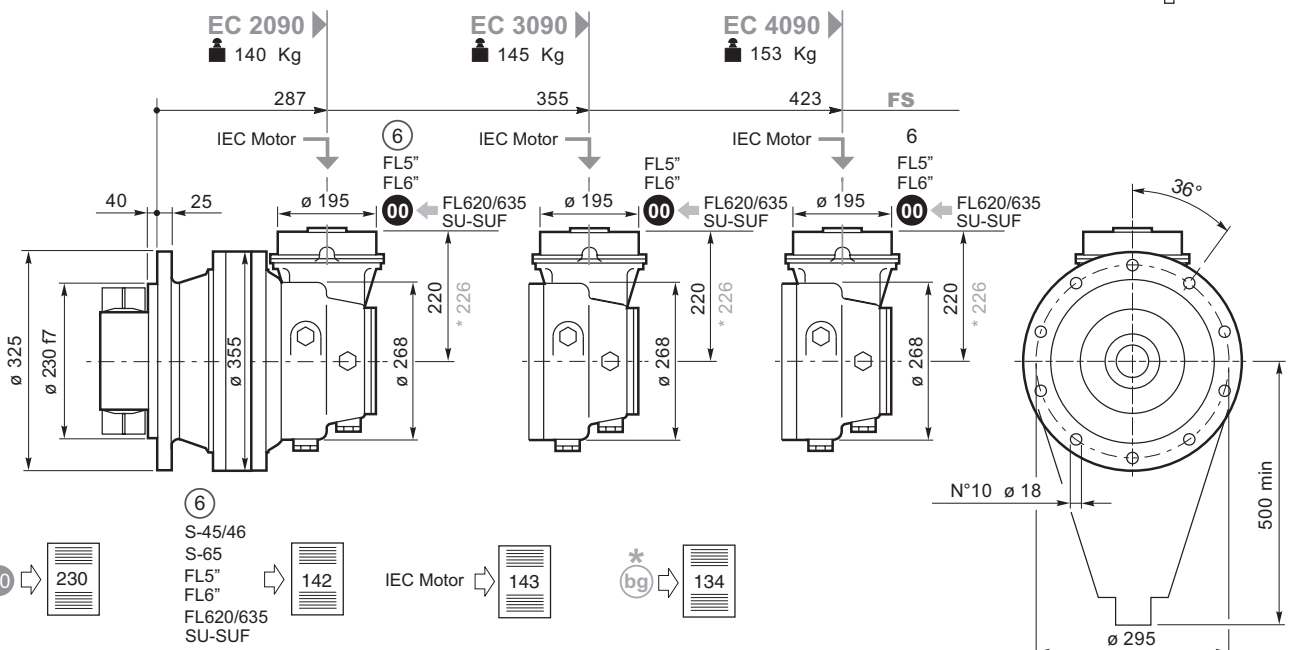 EC 2090 EC 3090 EC 4090
140 Kg 145 Kg 153 Kg
287 355 423 FS
IEC Motor 6 IEC Motor IEC Motor 6
FL5” FL5” FL5”
FL6” FL6” FL6”
40 25 ø 195 00 FL620/635 ø 195 00 FL620/635 ø 195 00 FL620/635 36°
SU-SUF SU-SUF SU-SUF
ø 325 ø 230 f7 ø 355 ø 268 220 * 226 ø 268 220 * 226 ø 268 220 * 226
N°10 ø 18 500 min
6
S-45/46
S-65
FL5”
FL6”
FL620/635
SU-SUF
0 230 142 IEC Motor 143 * bg 134
ø 295